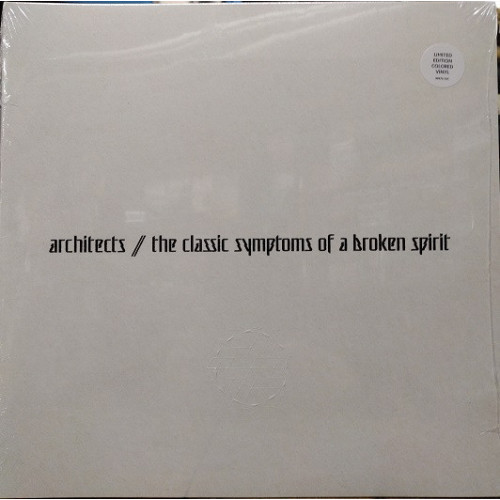 LIMITED
EDITION
COLORED
VINYL
architects // the classic symptoms of a broken spirit